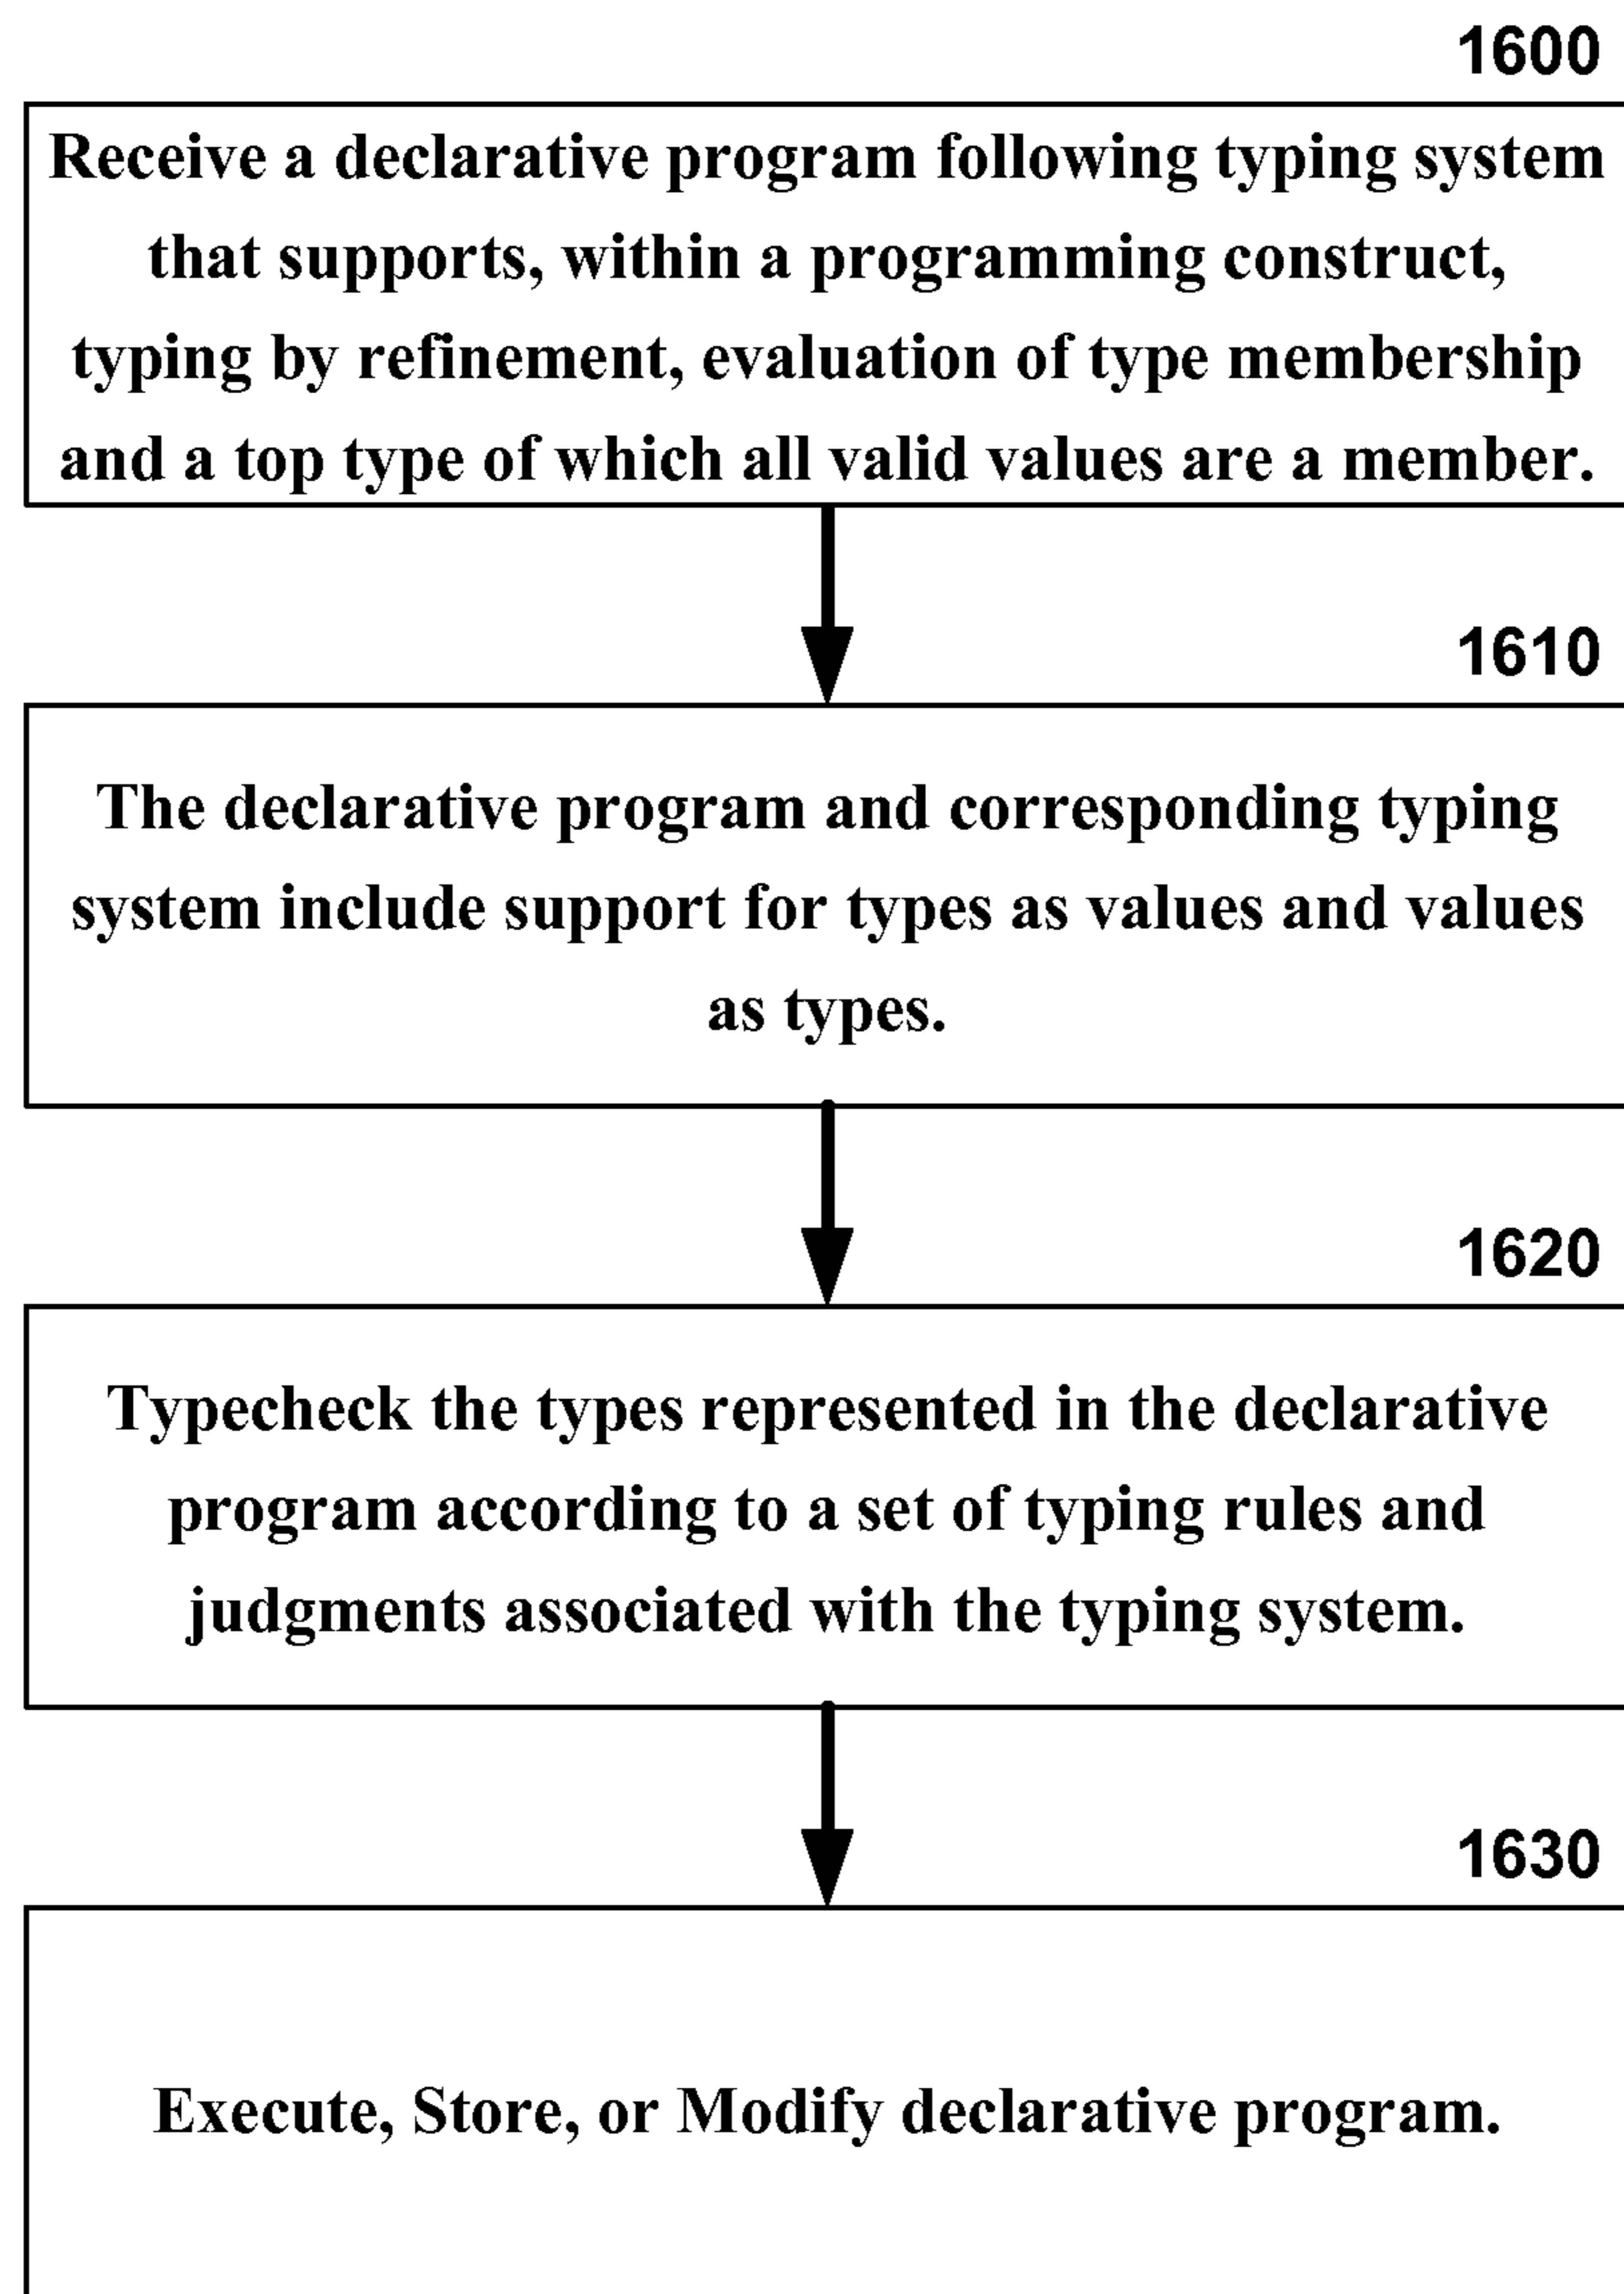 1600
Receive a declarative program following typing system
that supports, within a programming construct,
typing by refinement, evaluation of type membership
and a top type of which all valid values are a member.
1610
The declarative program and corresponding typing
system include support for types as values and values
as types.
1620
Typecheck the types represented in the declarative
program according to a set of typing rules and
judgments associated with the typing system.
1630
Execute, Store, or Modify declarative program.